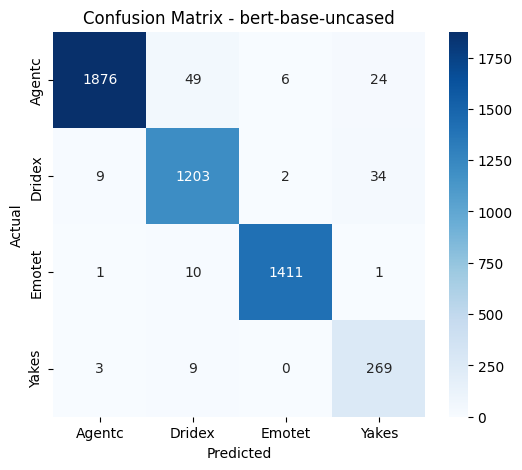 Confusion Matrix - bert-base-uncased
Actual
Agentc 1876 49 6 24
Dridex 9 1203 2 34
Emotet 1 10 1411 1
Yakes 3 9 0 269
Agentc Dridex Emotet Yakes
Predicted
1750
1500
1250
1000
750
500
250
0